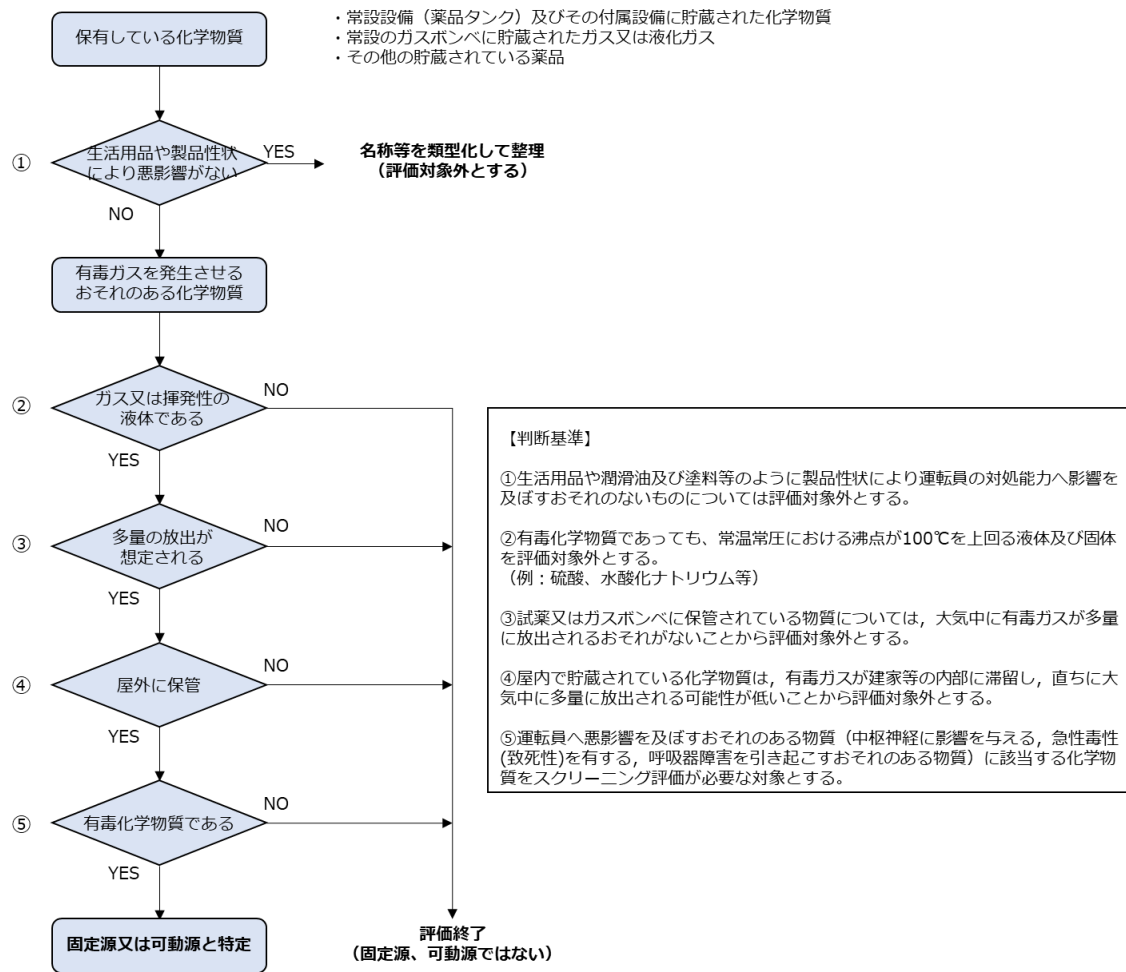 保有している化学物質
・常設設備（薬品タンク）及びその付属設備に貯蔵された化学物質
・常設のガスボンベに貯蔵されたガス又は液化ガス
・その他の貯蔵されている薬品
①
生活用品や製品性状
により悪影響がない
YES
名称等を類型化して整理
（評価対象外とする）
NO
有毒ガスを発生させる
おそれのある化学物質
②
ガス又は揮発性の
液体である
NO
YES
③
多量の放出が
想定される
NO
YES
④
屋外に保管
NO
YES
⑤
有毒化学物質である
NO
YES
固定源又は可動源と特定
評価終了
（固定源、可動源ではない）
【判断基準】
①生活用品や潤滑油及び塗料等のように製品性状により運転員の対処能力へ影響を
及ぼすおそれのないものについては評価対象外とする。
②有毒化学物質であっても、常温常圧における沸点が100℃を上回る液体及び固体
を評価対象外とする。
（例：硫酸、水酸化ナトリウム等）
③試薬又はガスボンベに保管されている物質については，大気中に有毒ガスが多量
に放出されるおそれがないことから評価対象外とする。
④屋内で貯蔵されている化学物質は，有毒ガスが建家等の内部に滞留し，直ちに大
気中に多量に放出される可能性が低いことから評価対象外とする。
⑤運転員へ悪影響を及ぼすおそれのある物質（中枢神経に影響を与える，急性毒性
(致死性)を有する，呼吸器障害を引き起こすおそれのある物質）に該当する化学物
質をスクリーニング評価が必要な対象とする。